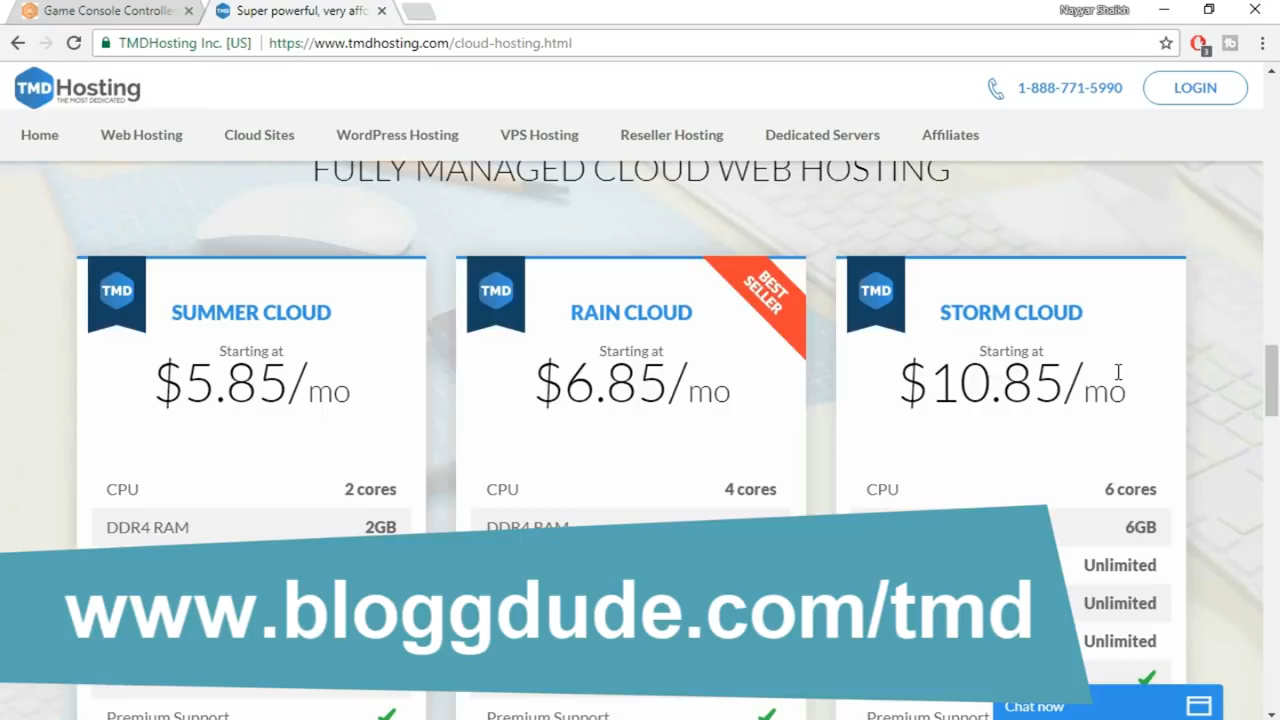 Game Console Controlle
Super powerful, very affo
Nayyar Shaikh
TMDHosting Inc. [US]
https://www.tmdhosting.com/cloud-hosting.html
3
TMD Hosting
THE MOST DEDICATED
1-888-771-5990
LOGIN
Home
Web Hosting
Cloud Sites
WordPress Hosting
VPS Hosting
Reseller Hosting
Dedicated Servers
Affiliates
FULLY MANAGED CLOUD WEB HOSTING
TMD
SUMMER CLOUD
Starting at
$5.85/mo
CPU 2 cores
DDR4 RAM 2GB
Premium Support
TMD
BEST
SELLER
RAIN CLOUD
Starting at
$6.85/mo
CPU 4 cores
DDR4 RAM
Premium Support
TMD
STORM CLOUD
Starting at
$10.85/mo
CPU 6 cores
6GB
Unlimited
Unlimited
Unlimited
Premium Support
www.bloggdude.com/tmd
Chat now